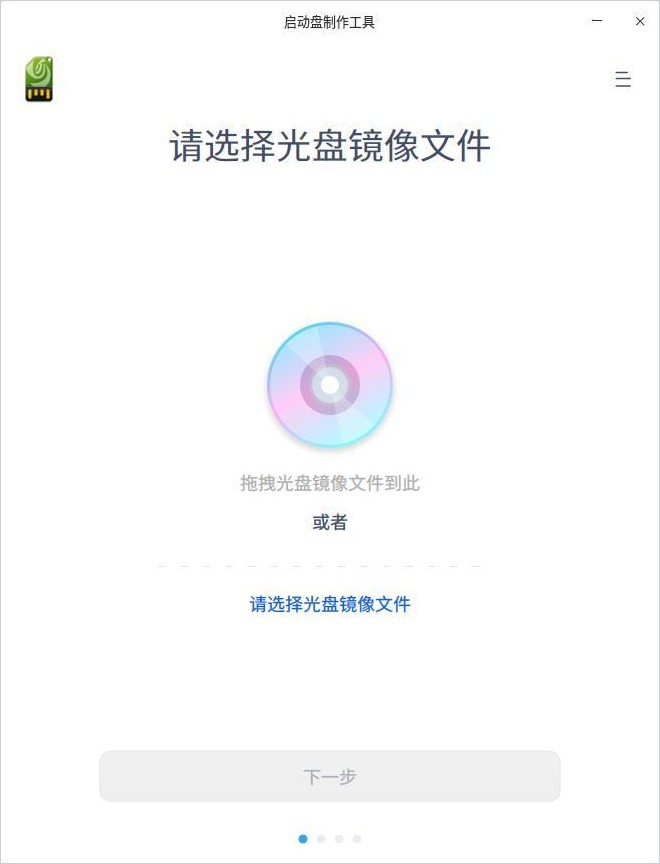 启动盘制作工具
请选择光盘镜像文件
拖拽光盘镜像文件到此
或者
请选择光盘镜像文件
下一步